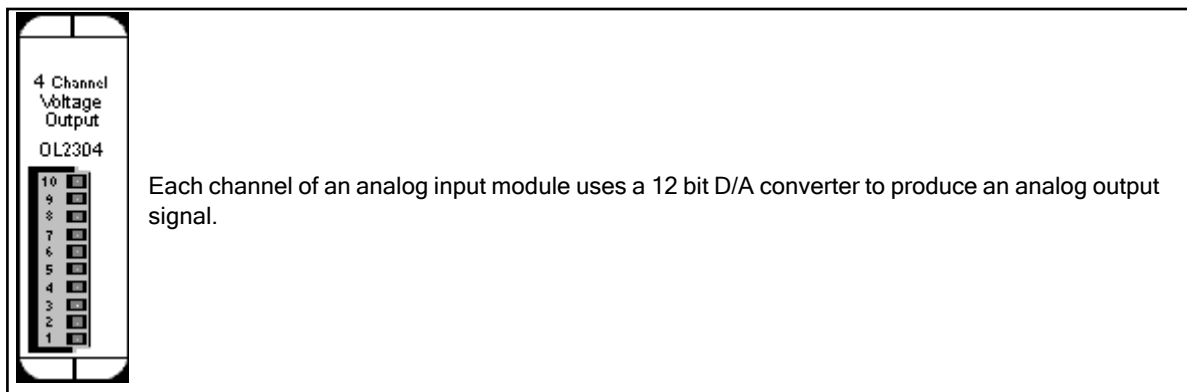 4 Channel
Voltage
Output
OL2304
10
9
8
7
6
5
4
3
2
1
Each channel of an analog input module uses a 12 bit D/A converter to produce an analog output
signal.